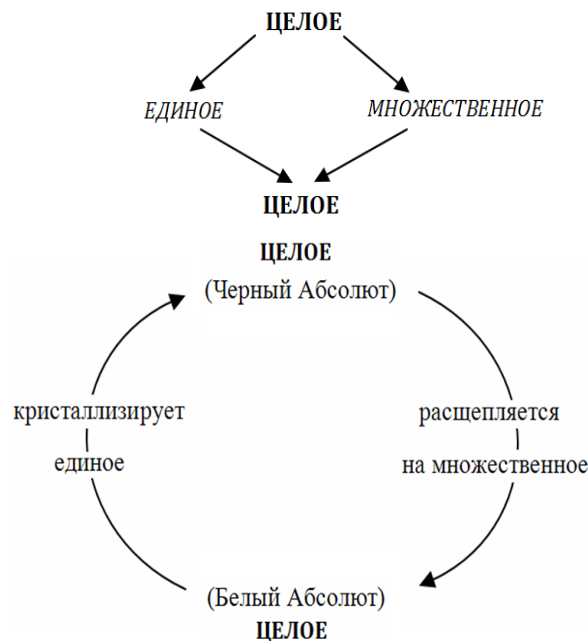 ЦЕЛОЕ
ЕДИНОЕ
МНОЖЕСТВЕННОЕ
ЦЕЛОЕ
ЦЕЛОЕ
(Черный Абсолют)
кристаллизирует
единое
расщепляется
на множественное
(Белый Абсолют)
ЦЕЛОЕ